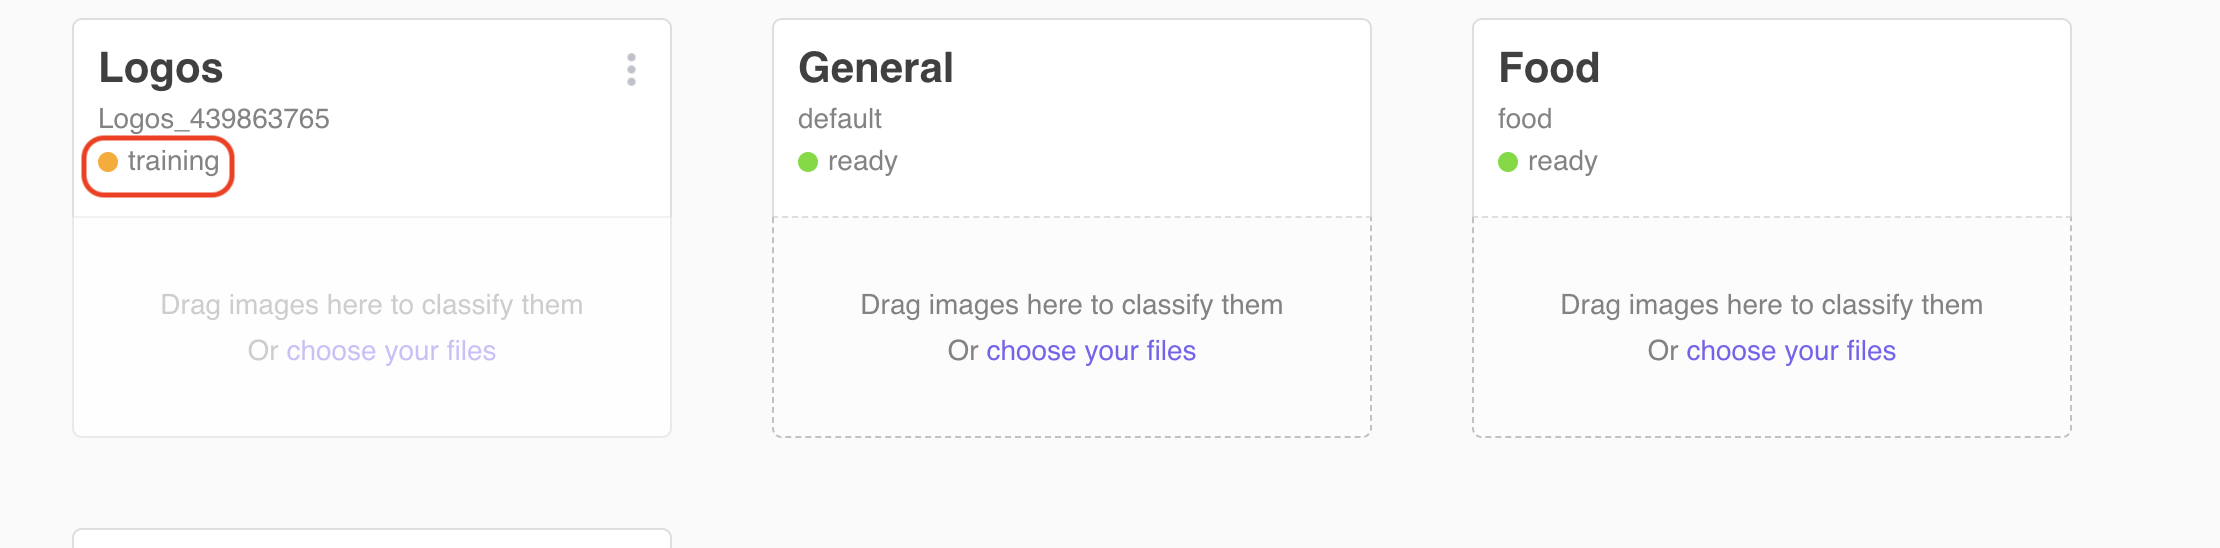 Logos
Logos_439863765
training
Drag images here to classify them
Or choose your files
General
default
ready
Drag images here to classify them
Or choose your files
Food
food
ready
Drag images here to classify them
Or choose your files